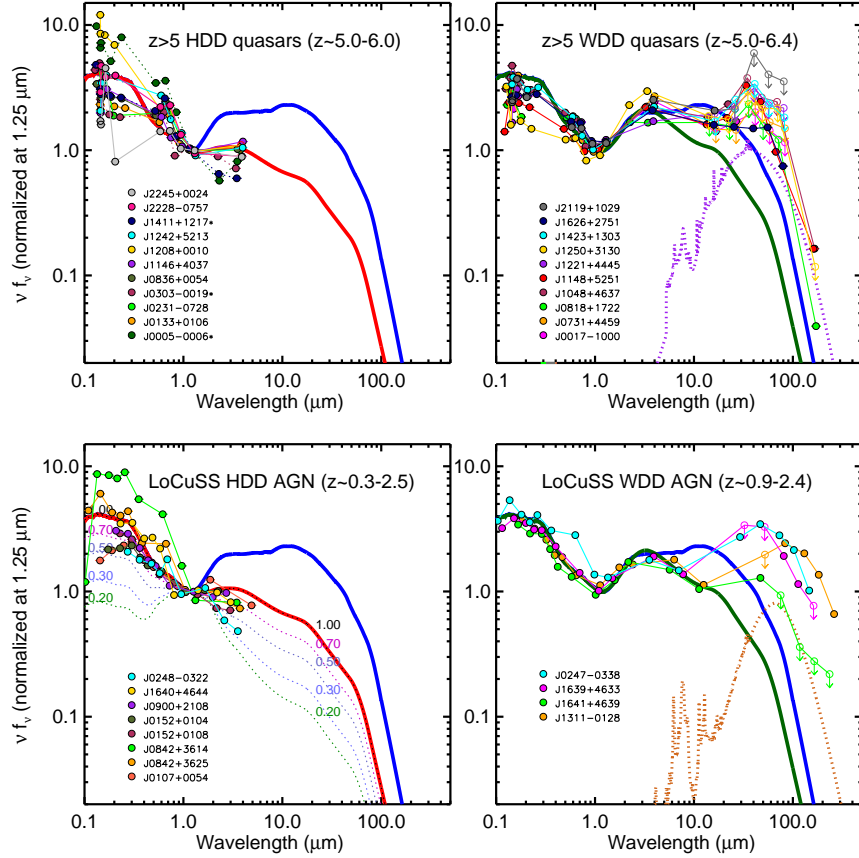 z>5 HDD quasars (z~5.0-6.0)
10.0
1.0
0.1
ν fν (normalized at 1.25 μm)
J2245+0024
J2228-0757
J1411+1217*
J1242+5213
J1208+0010
J1146+4037
J0836+0054
J0303-0019*
J0231-0728
J0133+0106
J0005-0006*
0.1
1.0
10.0
100.0
Wavelength (μm)
z>5 WDD quasars (z~5.0-6.4)
10.0
1.0
0.1
J2119+1029
J1626+2751
J1423+1303
J1250+3130
J1221+4445
J1148+5251
J1048+4637
J0818+1722
J0731+4459
J0017-1000
0.1
1.0
10.0
100.0
Wavelength (μm)
LoCuSS HDD AGN (z~0.3-2.5)
10.0
1.0
0.1
ν fν (normalized at 1.25 μm)
1.00
0.70
0.50
0.30
0.20
1.00
0.70
0.50
0.30
0.20
J0248-0322
J1640+4644
J0900+2108
J0152+0104
J0152+0108
J0842+3614
J0842+3625
J0107+0054
0.1
1.0
10.0
100.0
Wavelength (μm)
LoCuSS WDD AGN (z~0.9-2.4)
10.0
1.0
0.1
J0247-0338
J1639+4633
J1641+4639
J1311-0128
0.1
1.0
10.0
100.0
Wavelength (μm)